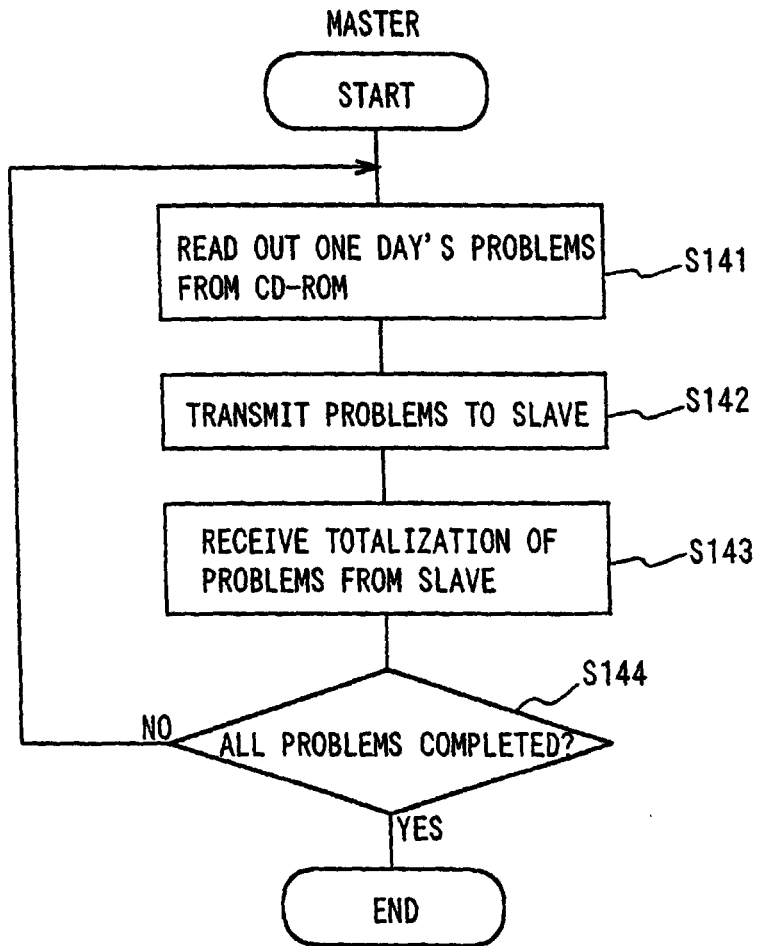 MASTER
START
READ OUT ONE DAY'S PROBLEMS
FROM CD-ROM
S141
TRANSMIT PROBLEMS TO SLAVE
S142
RECEIVE TOTALIZATION OF
PROBLEMS FROM SLAVE
S143
S144
NO
ALL PROBLEMS COMPLETED?
YES
END